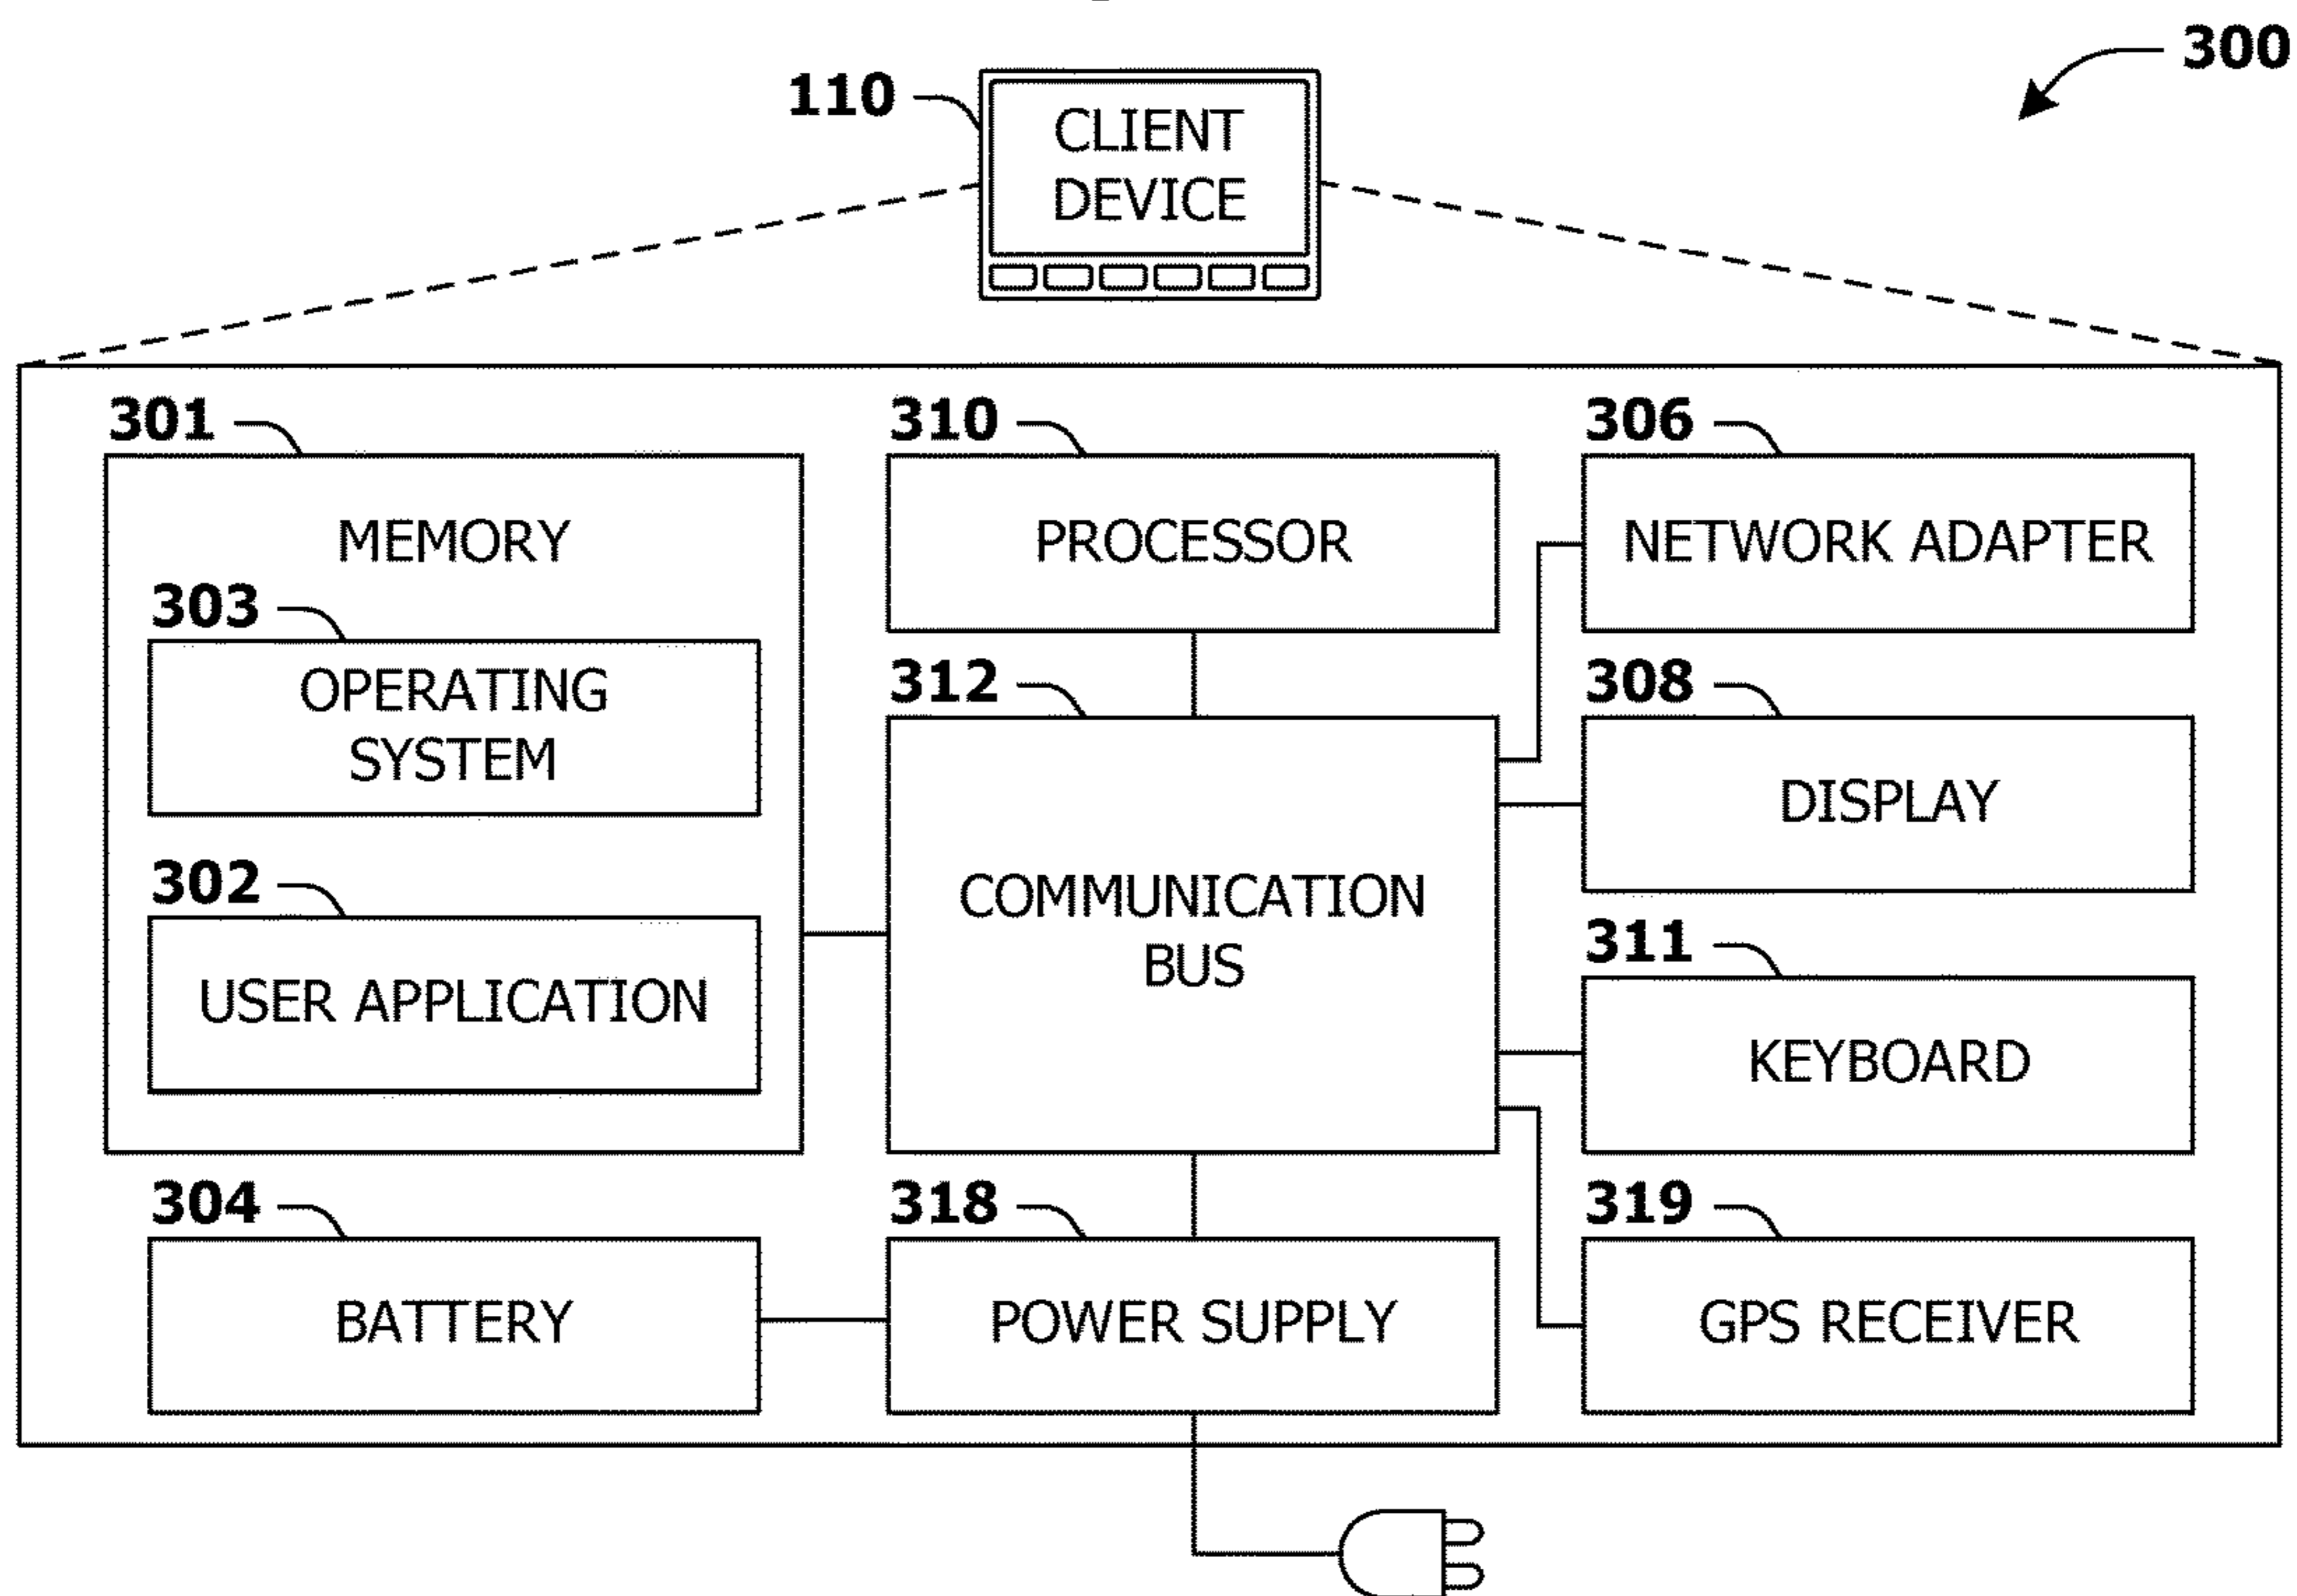 300
110
CLIENT
DEVICE
301
MEMORY
303
OPERATING
SYSTEM
302
USER APPLICATION
304
BATTERY
310
PROCESSOR
312
COMMUNICATION
BUS
318
POWER SUPPLY
306
NETWORK ADAPTER
308
DISPLAY
311
KEYBOARD
319
GPS RECEIVER